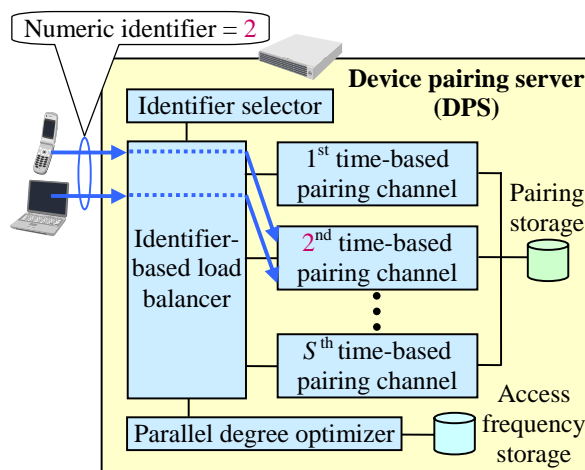 Numeric identifier = 2
Device pairing server
(DPS)
Identifier selector
1st time-based
pairing channel
Pairing
storage
2nd time-based
pairing channel
Identifier-
based load
balancer
Sth time-based
pairing channel
Access
frequency
storage
Parallel degree optimizer